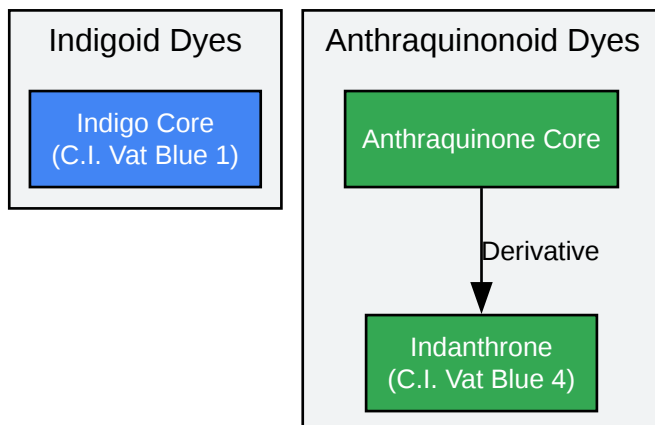 Indigoid Dyes
Indigo Core
(C.I. Vat Blue 1)
Anthraquinonoid Dyes
Anthraquinone Core
Derivative
Indanthrone
(C.I. Vat Blue 4)